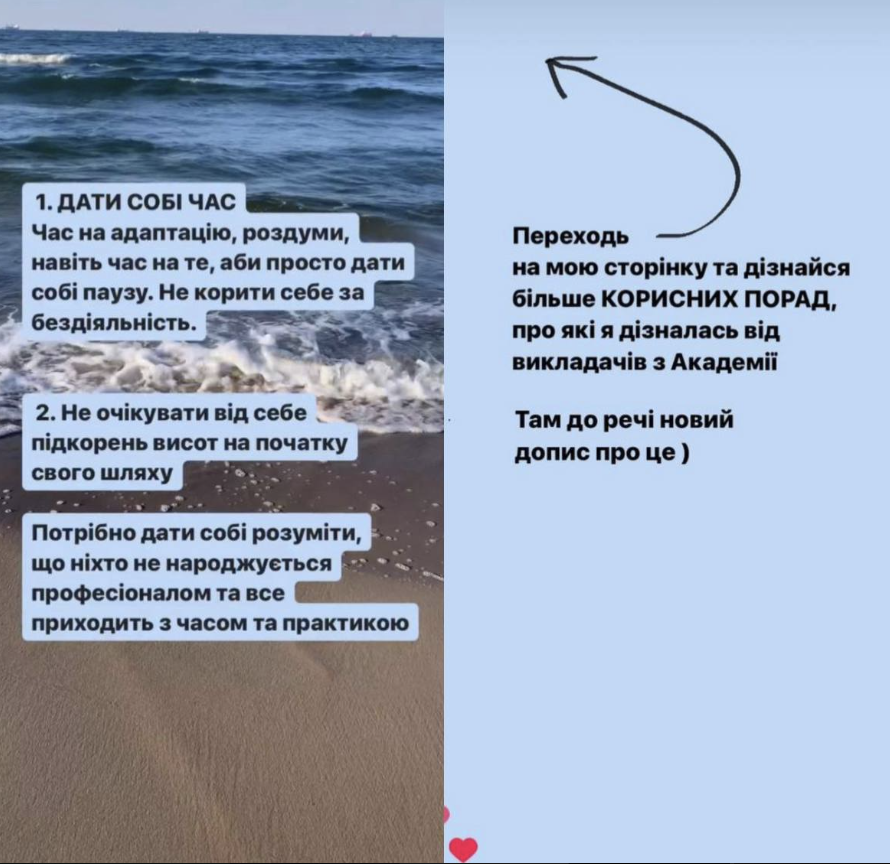 1. ДАТИ СОБІ ЧАС
Час на адаптацію, роздуми,
навіть час на те, аби просто дати
собі паузу. Не корити себе за
бездіяльність.
2. Не очікувати від себе
підкорень висот на початку
свого шляху
Потрібно дати собі розуміти,
що ніхто не народжується
професіоналом та все
приходить з часом та практикою
Переходь
на мою сторінку та дізнайся
більше КОРИСНИХ ПОРАД,
про які я дізналась від
викладачів з Академії
Там до речі новий
допис про це )